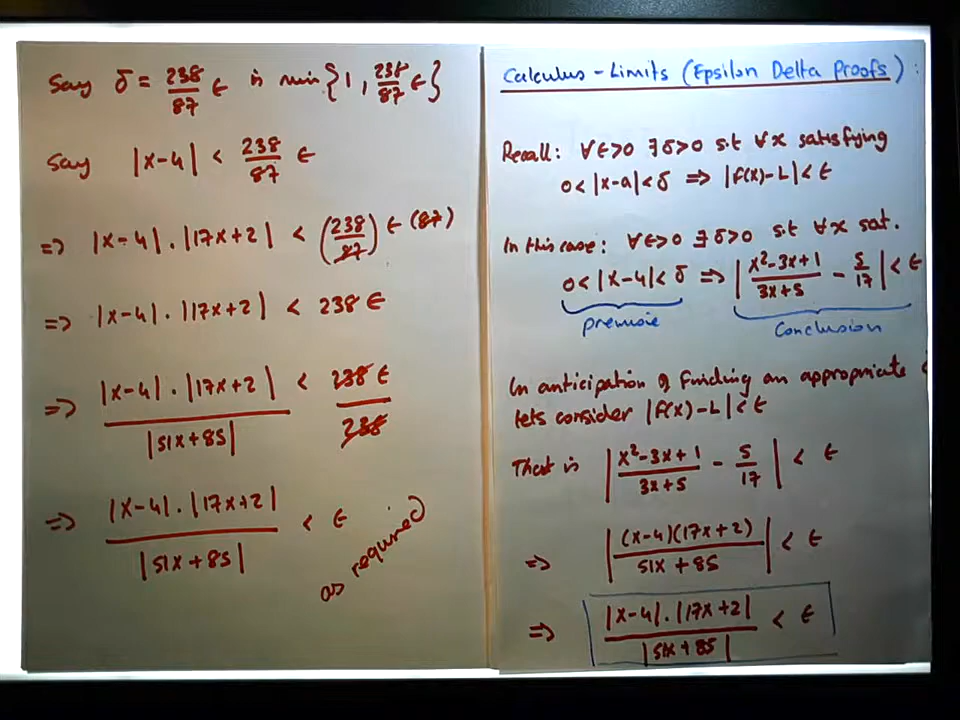 Say δ = 238/87 ϵ is min{1, 238/87 ϵ}
Say |x-4| < 238/87 ϵ
=> |x-4|.|17x+2| < (238/87) ϵ (87)
=> |x-4|.|17x+2| < 238 ϵ
=> |x-4|.|17x+2| / |51x+85| < 238 ϵ / 238
=> |x-4|.|17x+2| / |51x+85| < ϵ
as required
Calculus - Limits (Epsilon Delta Proofs):
Recall: ∀ϵ>0 ∃δ>0 s.t ∀x satisfying
0<|x-a|<δ => |f(x)-L|<ϵ
In this case: ∀ϵ>0 ∃δ>0 s.t ∀x sat.
0<|x-4|<δ => |x²-3x+1 / 3x+5 - 5/17| < ϵ
premise conclusion
In anticipation of finding an appropriate
lets consider |f(x)-L|<ϵ
That is |x²-3x+1 / 3x+5 - 5/17| < ϵ
=> |(x-4)(17x+2) / 51x+85| < ϵ
=> |x-4|.|17x+2| / |51x+85| < ϵ